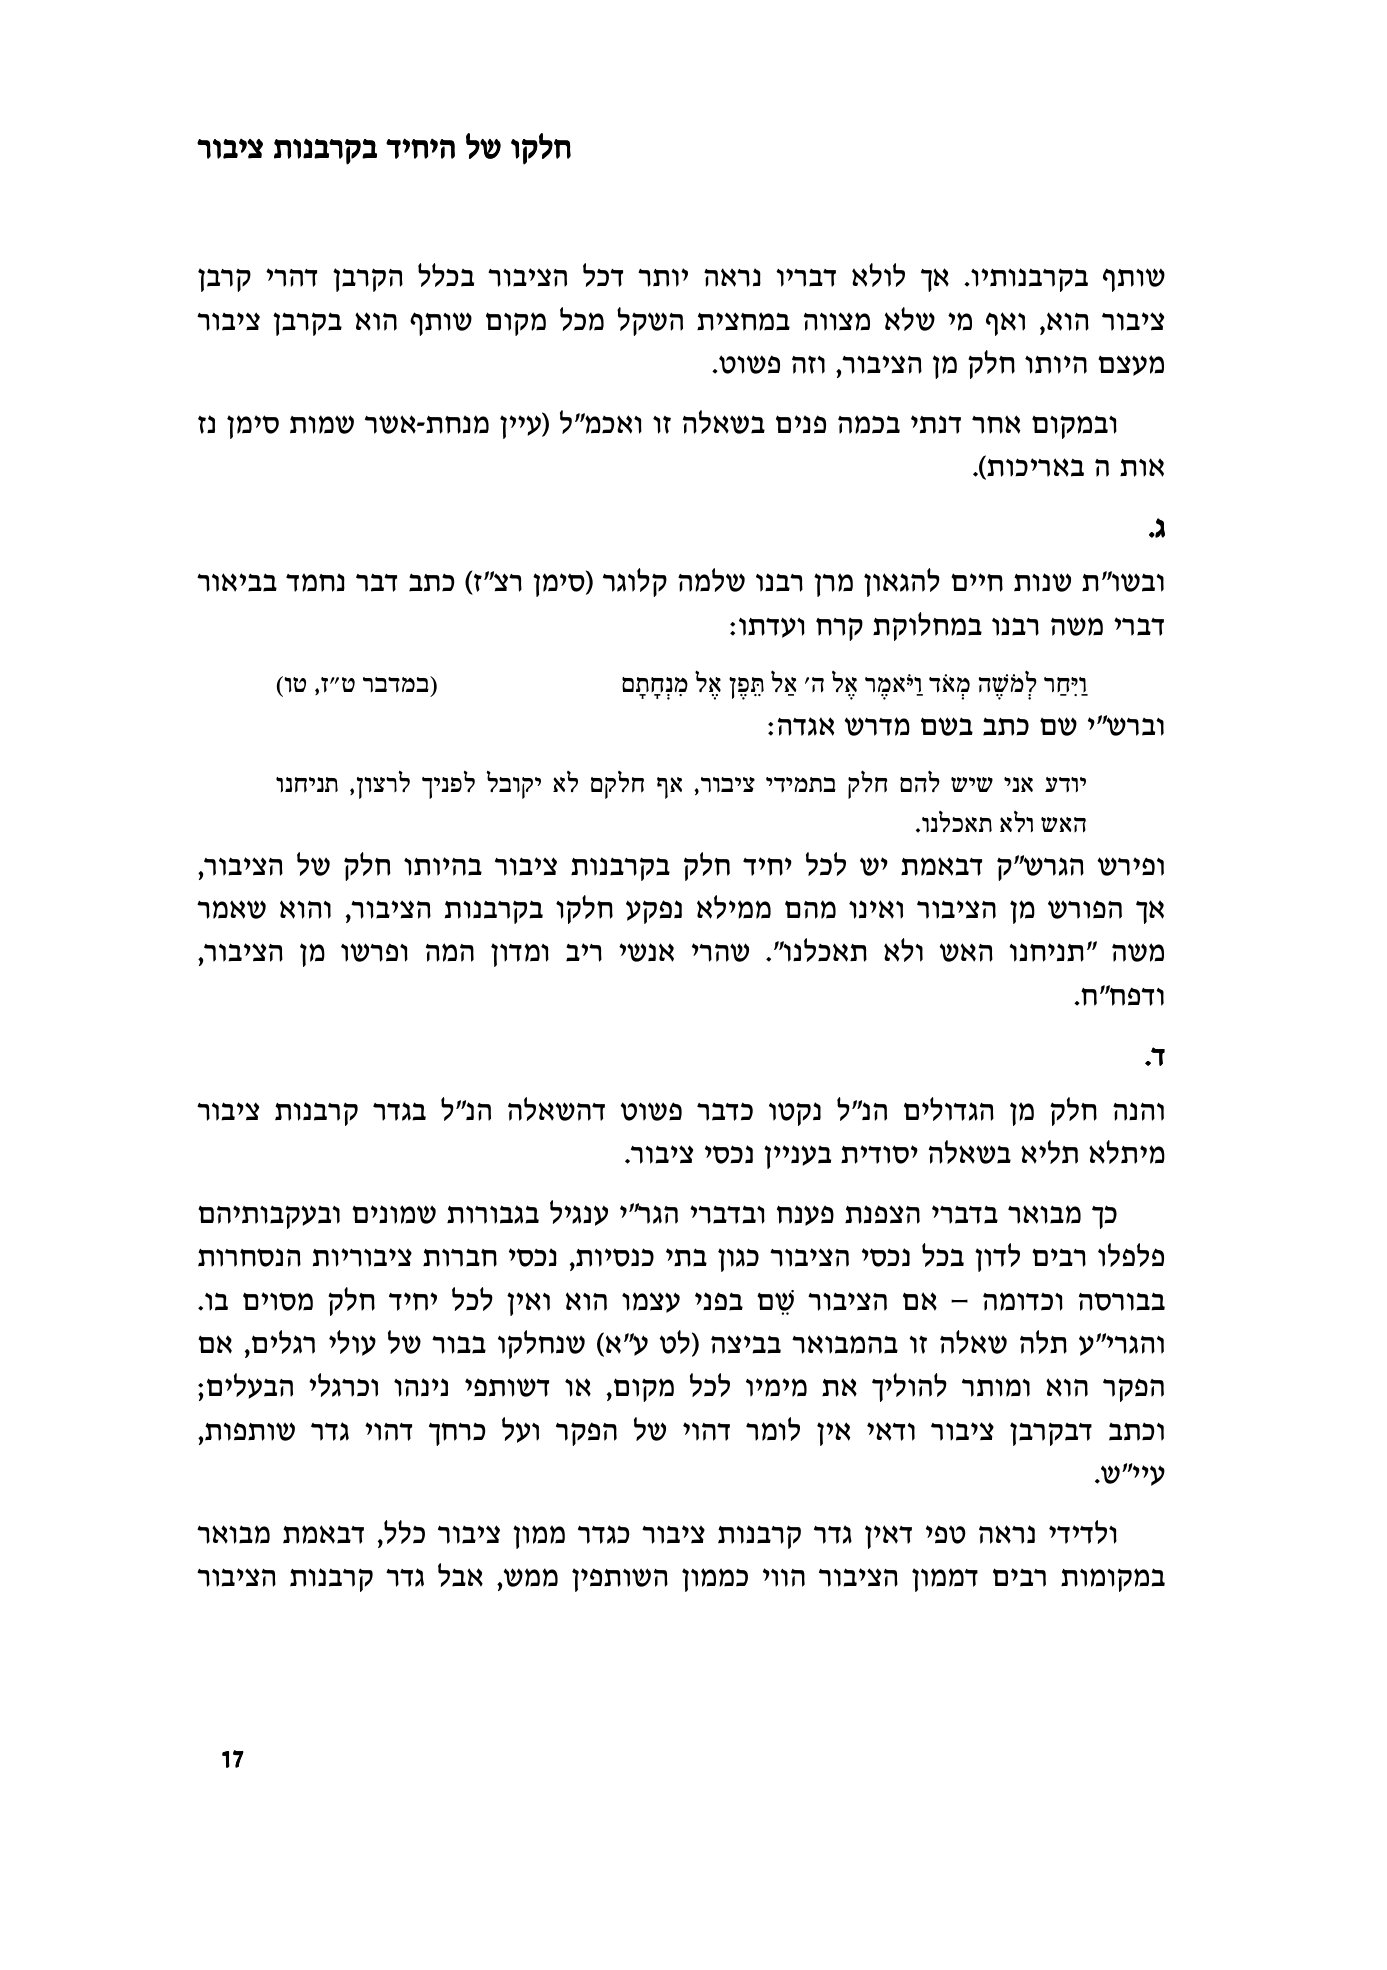 חלקו של היחיד בקרבנות ציבור
שותף בקרבנותיו. אך לולא דבריו נראה יותר דכל הציבור בכלל הקרבן דהרי קרבן
ציבור הוא, ואף מי שלא מצווה במחצית השקל מכל מקום שותף הוא בקרבן ציבור
מעצם היותו חלק מן הציבור, וזה פשוט.
ובמקום אחר דנתי בכמה פנים בשאלה זו ואכמ"ל (עיין מנחת-אשר שמות סימן נז
אות ה באריכות).
ג.
ובשו"ת שנות חיים להגאון מרן רבנו שלמה קלוגר (סימן רצ"ז) כתב דבר נחמד בביאור
דברי משה רבנו במחלוקת קרח ועדתו:
וַיִּחַר לְמֹשֶׁה מְאֹד וַיֹּאמֶר אֶל ה' אַל תֵּפֶן אֶל מִנְחָתָם (במדבר ט"ז, טו)
וברש"י שם כתב בשם מדרש אגדה:
יודע אני שיש להם חלק בתמידי ציבור, אף חלקם לא יקובל לפניך לרצון, תניחנו
האש ולא תאכלנו.
ופירש הגרש"ק דבאמת יש לכל יחיד חלק בקרבנות ציבור בהיותו חלק של הציבור,
אך הפורש מן הציבור ואינו מהם ממילא נפקע חלקו בקרבנות הציבור, והוא שאמר
משה "תניחנו האש ולא תאכלנו". שהרי אנשי ריב ומדון המה ופרשו מן הציבור,
ודפח"ח.
ד.
והנה חלק מן הגדולים הנ"ל נקטו כדבר פשוט דהשאלה הנ"ל בגדר קרבנות ציבור
מיתלא תליא בשאלה יסודית בעניין נכסי ציבור.
כך מבואר בדברי הצפנת פענח ובדברי הגר"י ענגיל בגבורות שמונים ובעקבותיהם
פלפלו רבים לדון בכל נכסי הציבור כגון בתי כנסיות, נכסי חברות ציבוריות הנסחרות
בבורסה וכדומה – אם הציבור שֵׁם בפני עצמו הוא ואין לכל יחיד חלק מסוים בו.
והגרי"ע תלה שאלה זו בהמבואר בביצה (לט ע"א) שנחלקו בבור של עולי רגלים, אם
הפקר הוא ומותר להוליך את מימיו לכל מקום, או דשותפי נינהו וכרגלי הבעלים;
וכתב דבקרבן ציבור ודאי אין לומר דהוי של הפקר ועל כרחך דהוי גדר שותפות,
עיי"ש.
ולדידי נראה טפי דאין גדר קרבנות ציבור כגדר ממון ציבור כלל, דבאמת מבואר
במקומות רבים דממון הציבור הווי כממון השותפין ממש, אבל גדר קרבנות הציבור
17